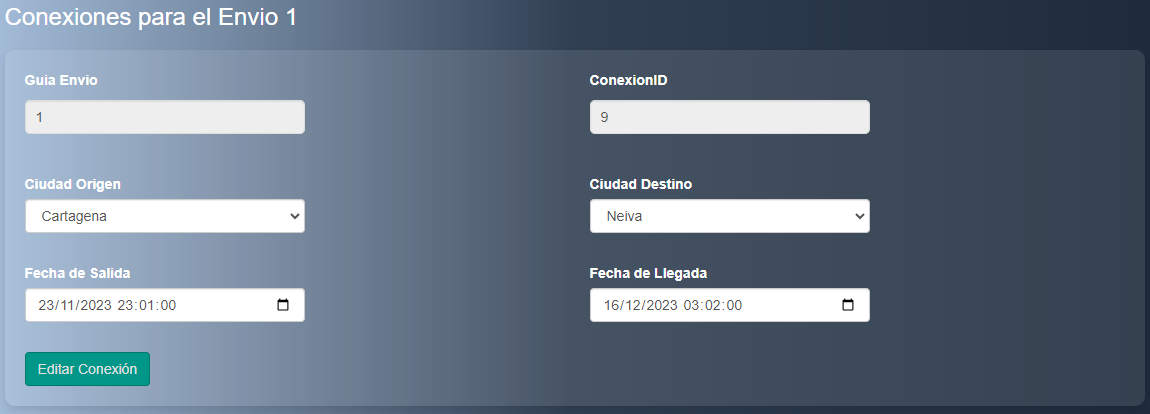 Conexiones para el Envio 1
Guia Envio ConexionID
1 9
Ciudad Origen Ciudad Destino
Cartagena Neiva
Fecha de Salida Fecha de Llegada
23/11/2023 23:01:00 16/12/2023 03:02:00
Editar Conexión